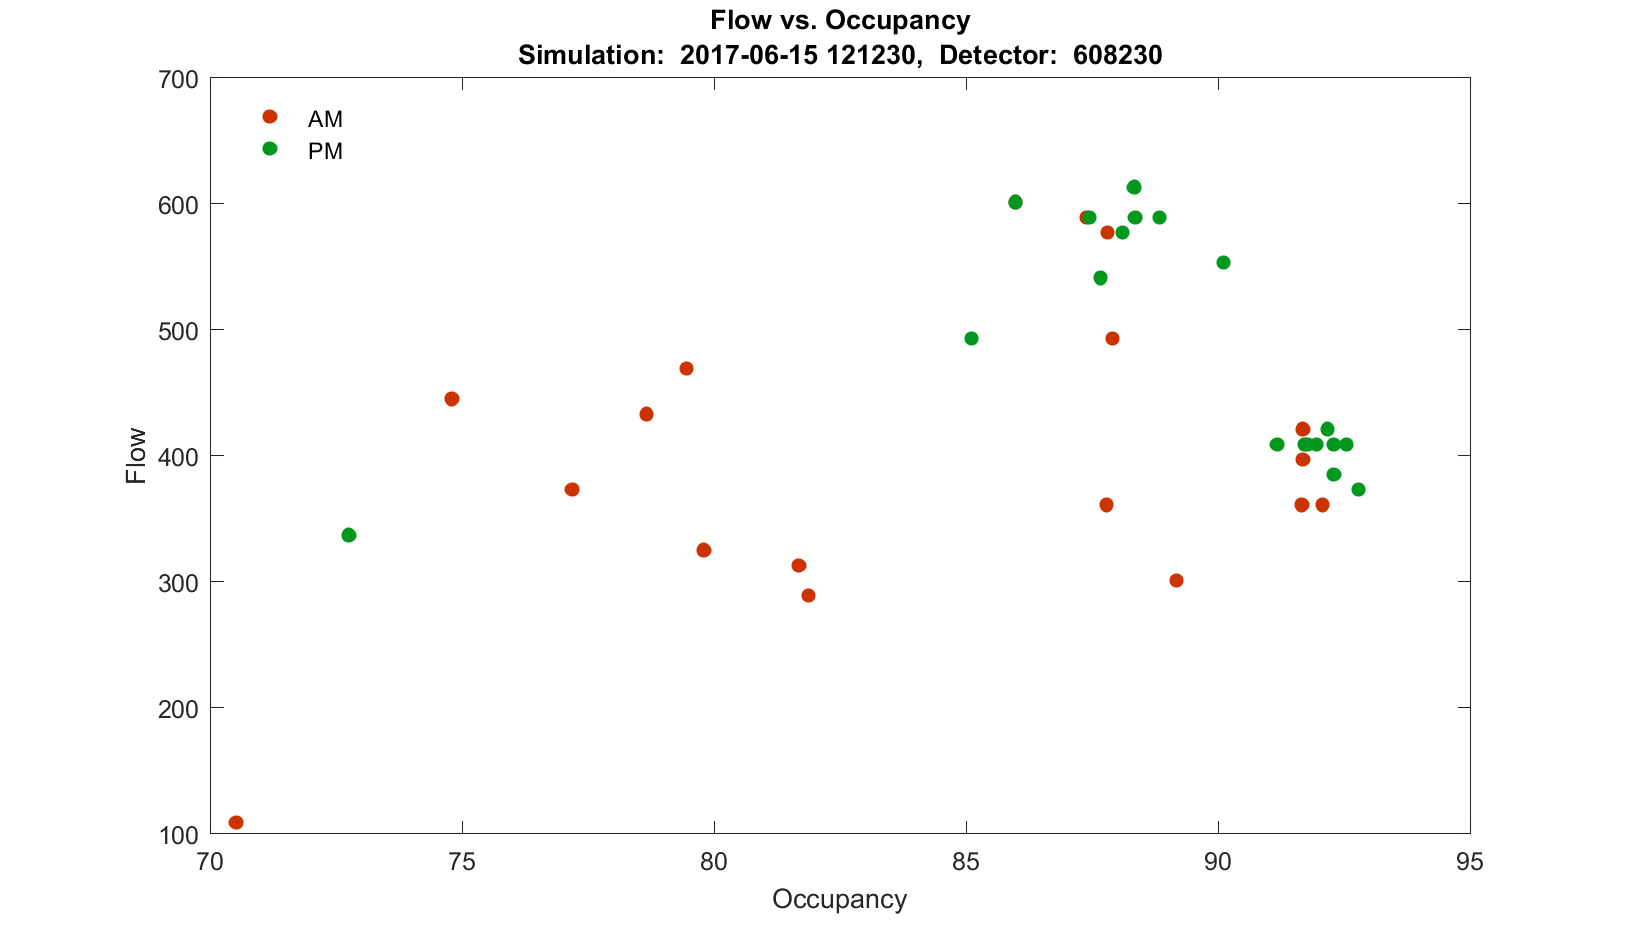 Flow vs. Occupancy
Simulation:  2017-06-15 121230,  Detector:  608230
700
AM
PM
600
500
400
Flow
300
200
100
70 75 80 85 90 95
Occupancy